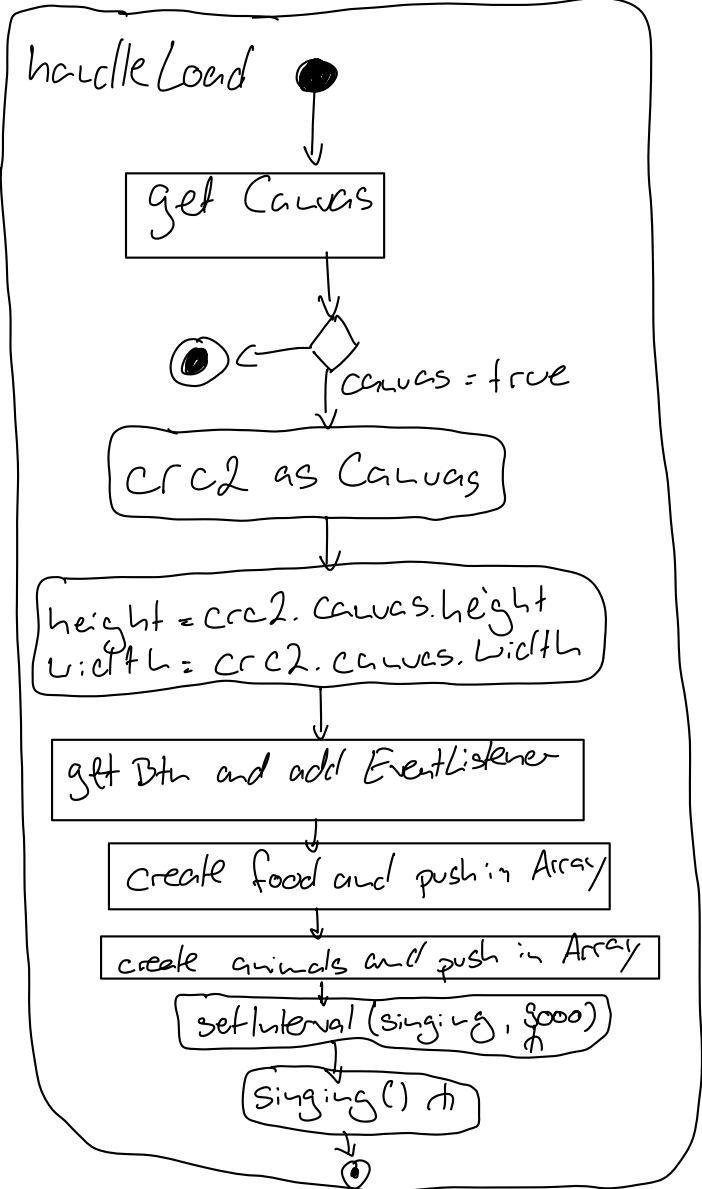 handleLoad
get Canvas
canvas = true
crc2 as Canvas
height = crc2.canvas.height
width = crc2.canvas.width
get Btn and add EventListener
create food and push in Array
create animals and push in Array
setInterval (singing,
singing()